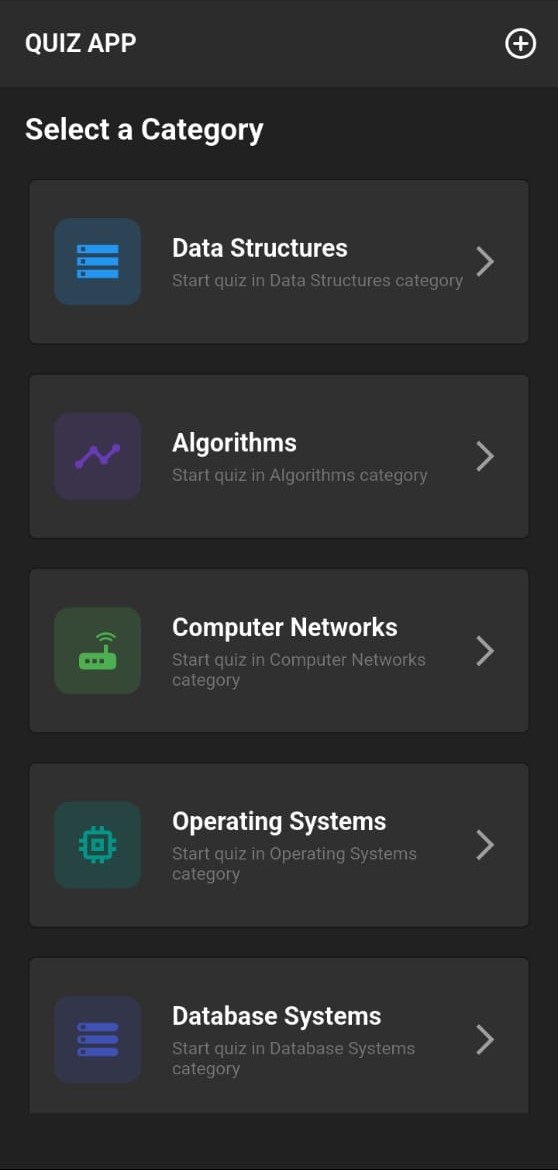 QUIZ APP
Select a Category
Data Structures
Start quiz in Data Structures category
Algorithms
Start quiz in Algorithms category
Computer Networks
Start quiz in Computer Networks
category
Operating Systems
Start quiz in Operating Systems
category
Database Systems
Start quiz in Database Systems
category